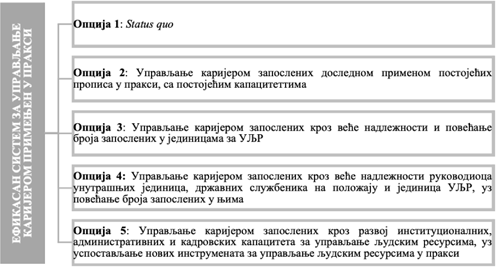 ЕФИКАСАН СИСТЕМ ЗА УПРАВЉАЊЕ
КАРИЈЕРОМ ПРИМЕЊЕН У ПРАКСИ
Опција 1: Status quo
Опција 2: Управљање каријером запослених доследном применом постојећих
прописа у пракси, са постојећим капацитеттима
Опција 3: Управљање каријером запослених кроз веће надлежности и повећање
броја запослених у јединицама за УЉР
Опција 4: Управљање каријером запослених кроз веће надлежности руководиоца
унутрашњих јединица, државних службеника на положају и јединица УЉР, уз
повећање броја запослених у њима
Опција 5: Управљање каријером запослених кроз развој институционалних,
административних и кадровских капацитета за управљање људским ресурсима, уз
успостављање нових инструмената за управљање људским ресурсима у пракси